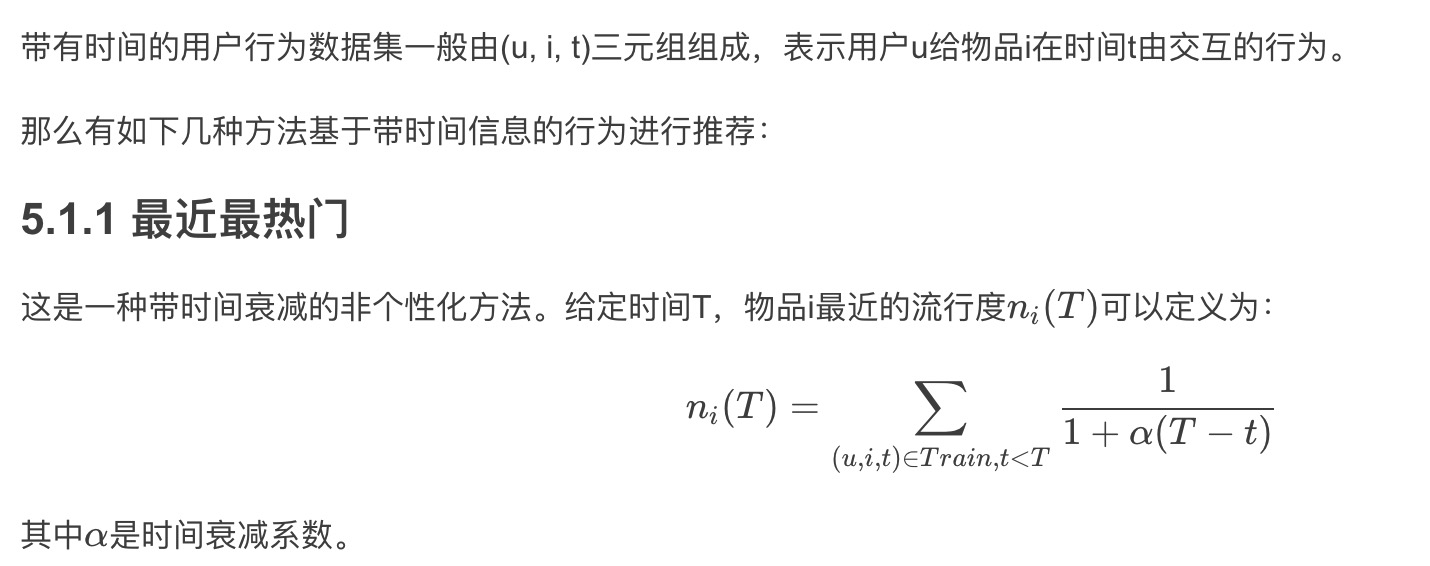 带有时间的用户行为数据集一般由(u, i, t)三元组组成，表示用户u给物品i在时间t由交互的行为。
那么有如下几种方法基于带时间信息的行为进行推荐：
5.1.1 最近最热门
这是一种带时间衰减的非个性化方法。给定时间T，物品i最近的流行度$n_i(T)$可以定义为：
$n_i(T) = \sum_{(u,i,t) \in Train, t<T} \frac{1}{1 + \alpha(T - t)}$
其中$\alpha$是时间衰减系数。